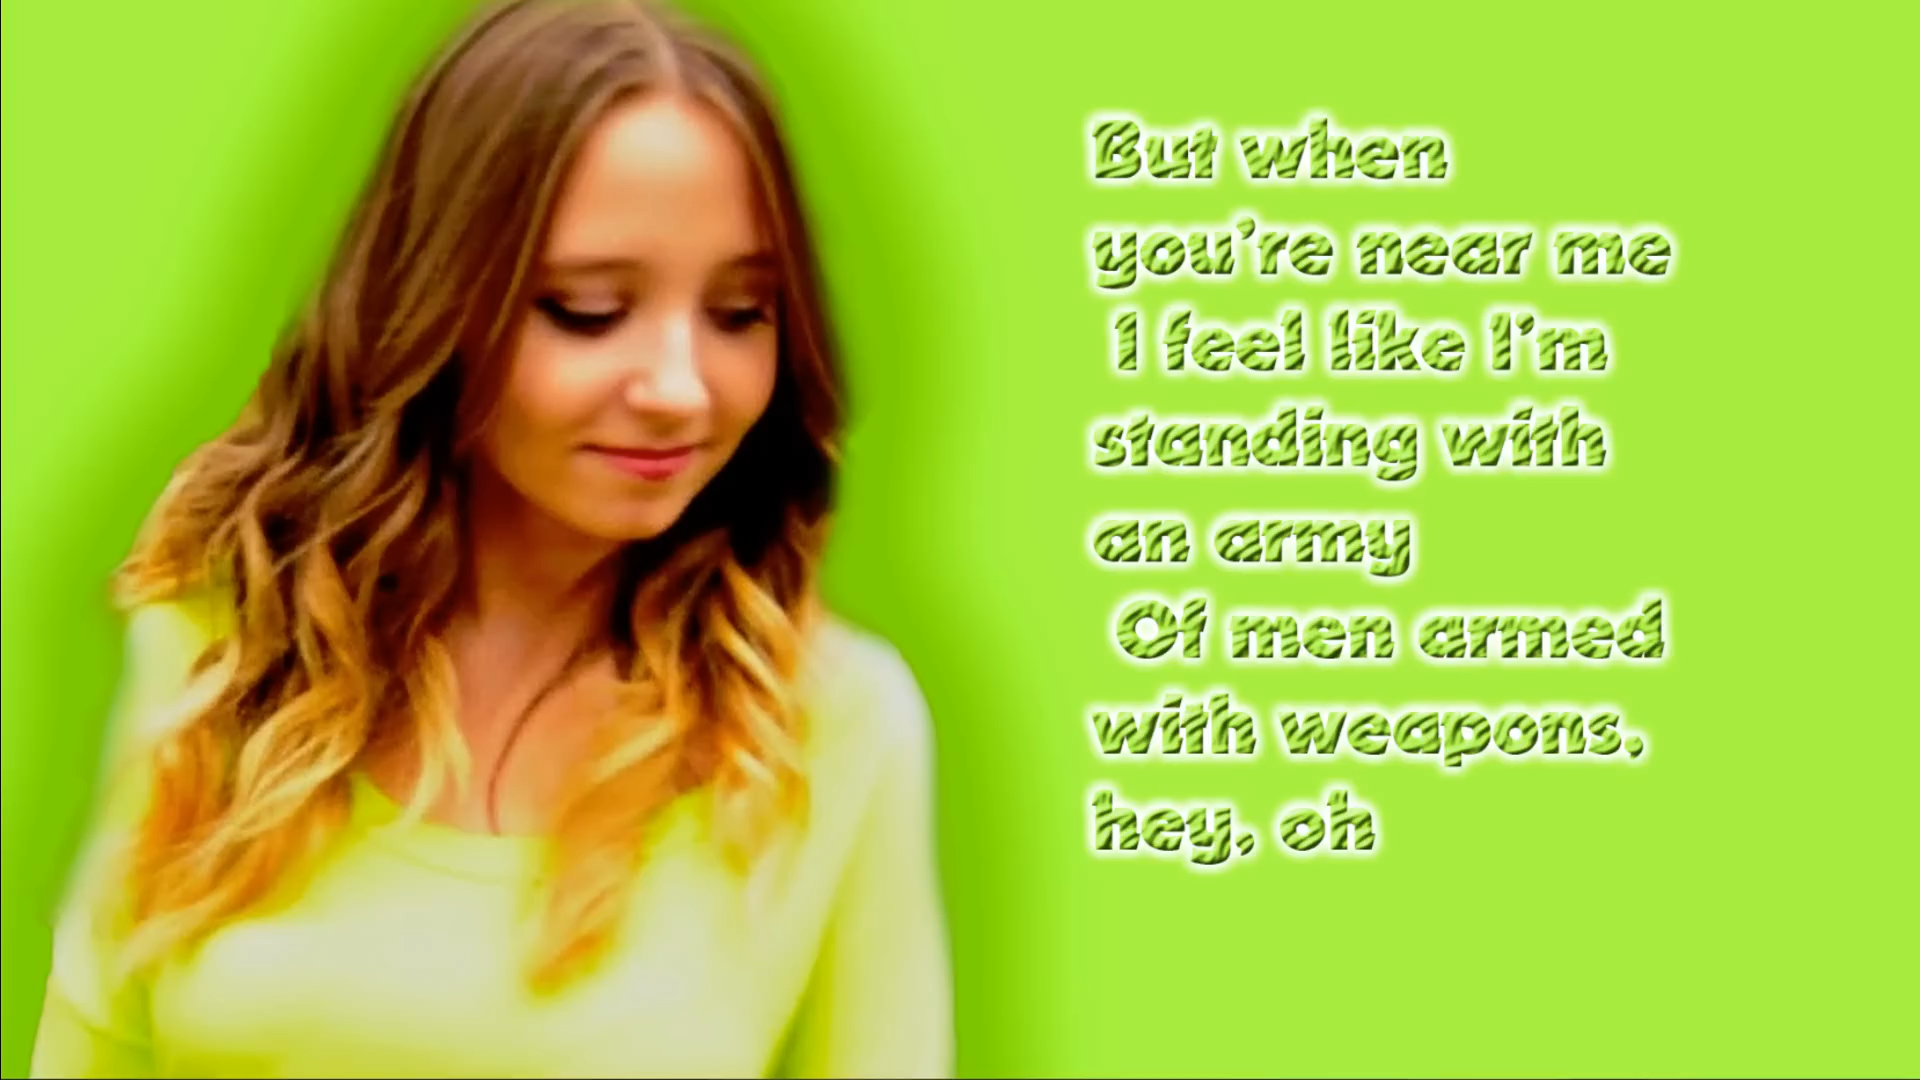 But when
you're near me
I feel like I'm
standing with
an army
Of men armed
with weapons,
hey, oh